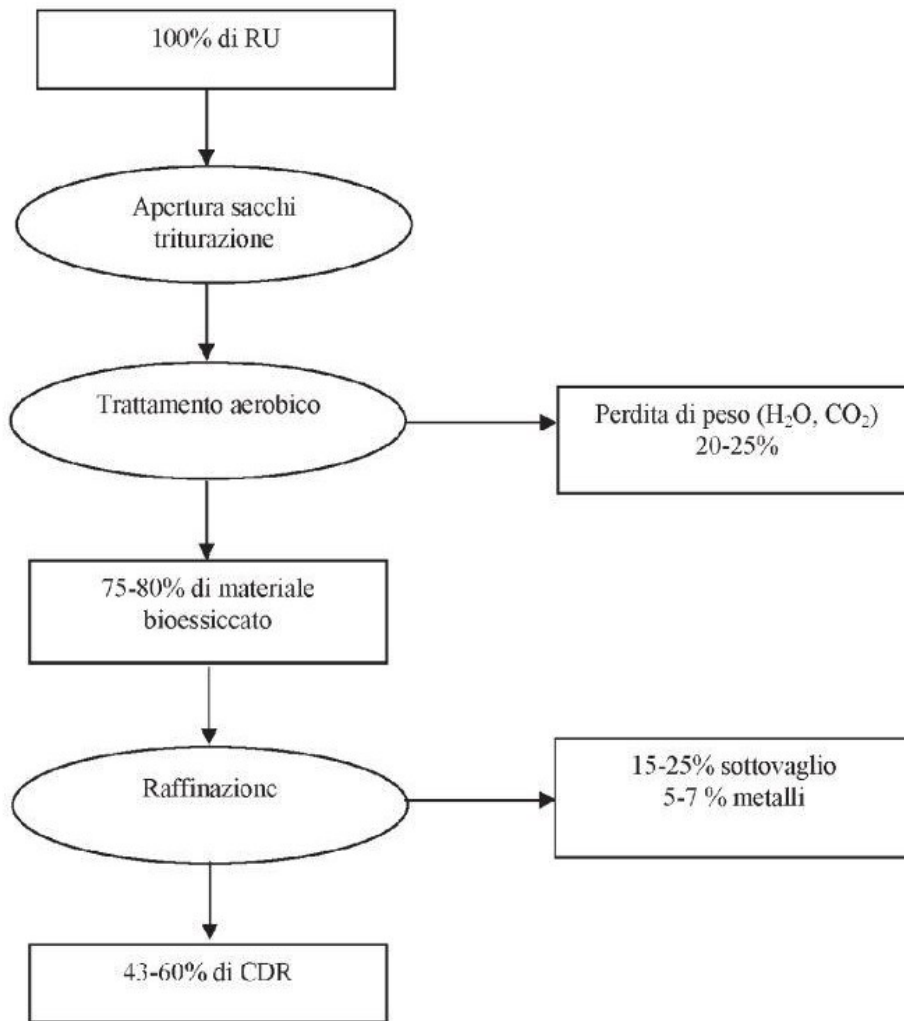 100% di RU
Apertura sacchi
triturazione
Trattamento aerobico
Perdita di peso (H₂O, CO₂)
20-25%
75-80% di materiale
bioessiccato
Raffinazione
15-25% sottovaglio
5-7 % metalli
43-60% di CDR